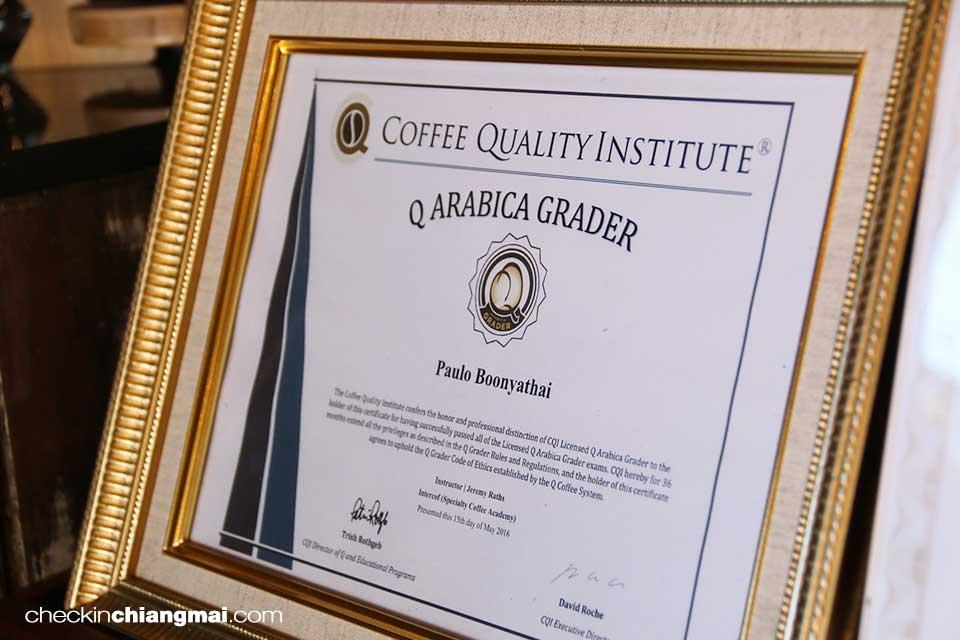 COFFEE QUALITY INSTITUTE®
Q ARABICA GRADER
Q
GRADER
Paulo Boonyathai
The Coffee Quality Institute confers the honor and professional distinction of CQI Licensed Q Arabica Grader to the
holder of this certificate for having successfully passed all of the Licensed Q Arabica Grader exams. CQI hereby for 36
months extend all the privileges as described in the Q Grader Rules and Regulations, and the holder of this certificate
agrees to uphold the Q Grader Code of Ethics established by the Q Coffee System.
Instructor | Jeremy Raths
Intercof (Specialty Coffee Academy)
Presented this 15th day of May 2016
Trish Rothgeb
CQI Director of Q and Educational Programs
David Roche
CQI Executive
checkinchiangmai.com